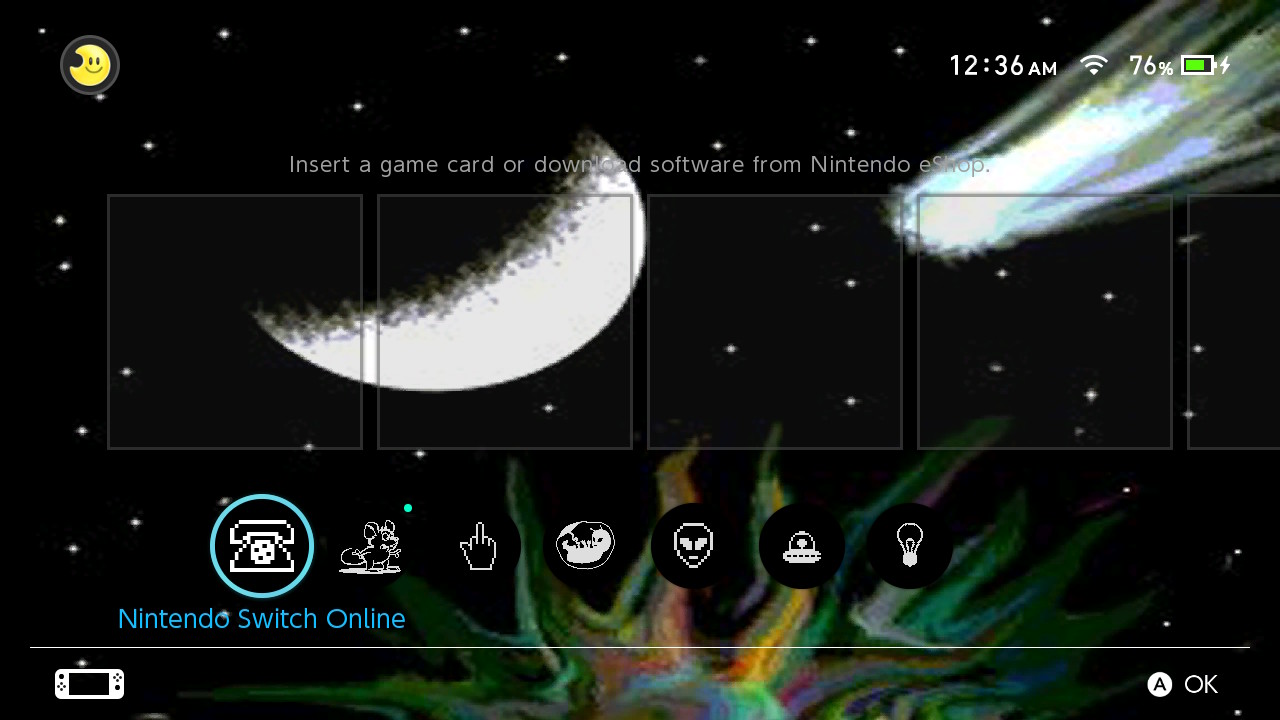 12:36 AM 76%
Insert a game card or download software from Nintendo eShop.
Nintendo Switch Online
A OK